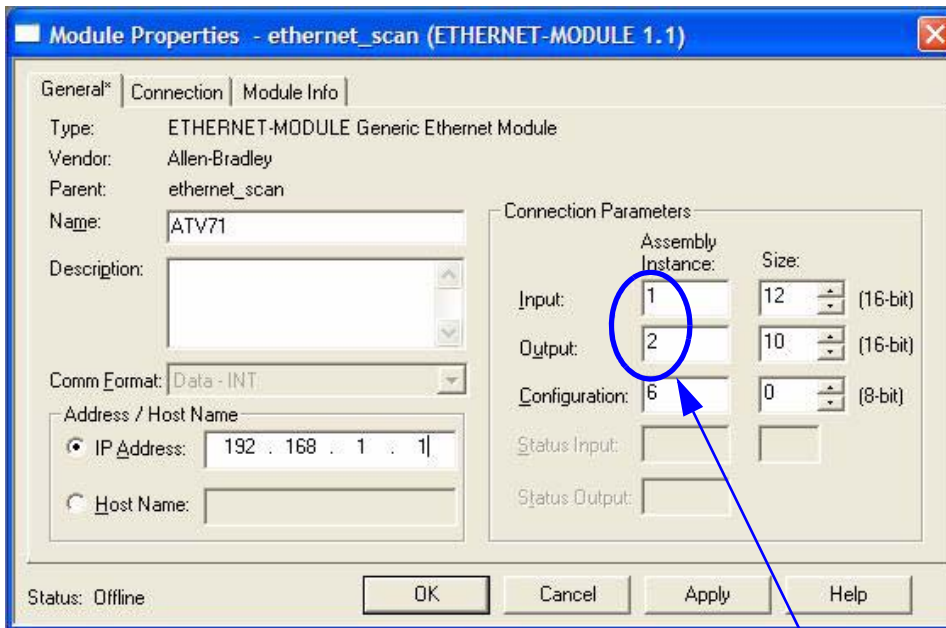 Module Properties - ethernet_scan (ETHERNET-MODULE 1.1)
General* Connection Module Info
Type: ETHERNET-MODULE Generic Ethernet Module
Vendor: Allen-Bradley
Parent: ethernet_scan
Name: ATV71
Description:
Comm Format: Data - INT
Address / Host Name
IP Address: 192 . 168 . 1 . 1
Host Name:
Connection Parameters
Assembly Instance: Size:
Input: 1 12 (16-bit)
Output: 2 10 (16-bit)
Configuration: 6 0 (8-bit)
Status Input:
Status Output:
Status: Offline
OK Cancel Apply Help